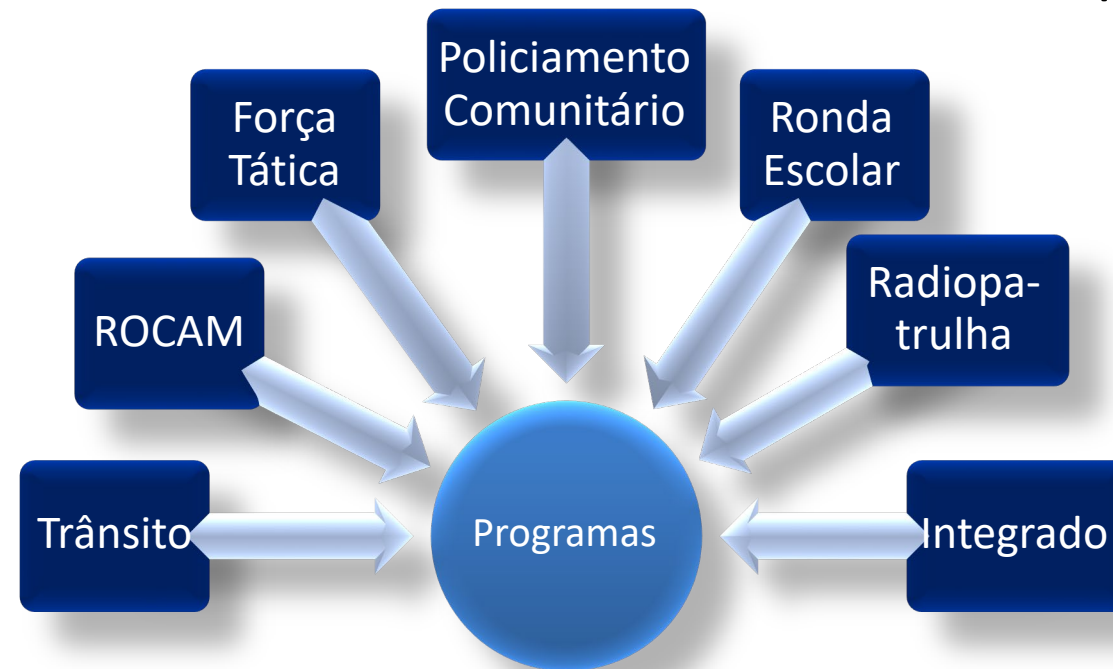 Policiamento
Comunitário
Força
Tática
Ronda
Escolar
ROCAM
Radiopa-
trulha
Trânsito
Programas
Integrado